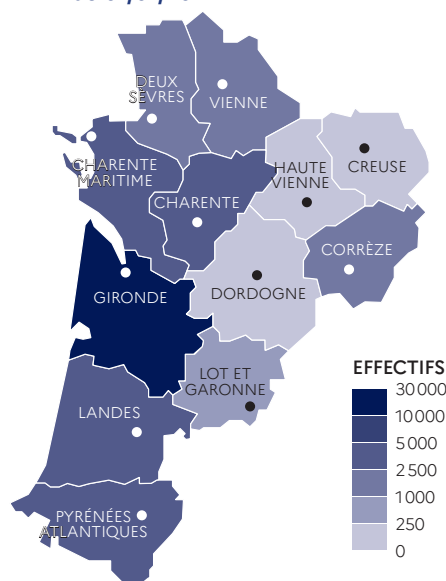 DEUX
SÈVRES
VIENNE
CHARENTE
MARITIME
HAUTE
VIENNE
CREUSE
CHARENTE
CORRÈZE
GIRONDE
DORDOGNE
LOT ET
GARONNE
LANDES
PYRÉNÉES
ATLANTIQUES
EFFECTIFS
30 000
10 000
5 000
2 500
1 000
250
0